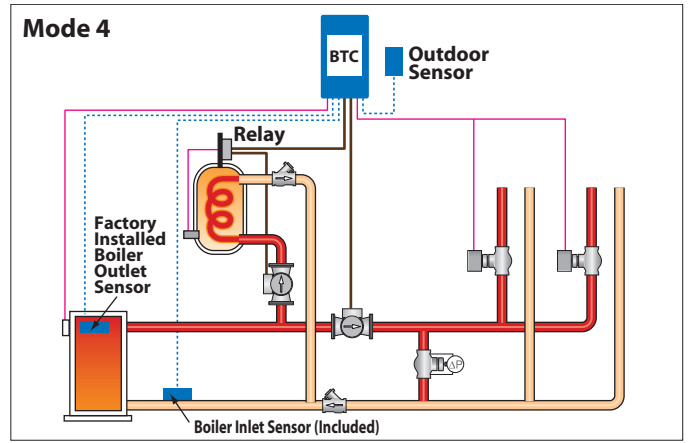 Mode 4
BTC
Outdoor
Sensor
Relay
Factory
Installed
Boiler
Outlet
Sensor
ΔP
Boiler Inlet Sensor (Included)